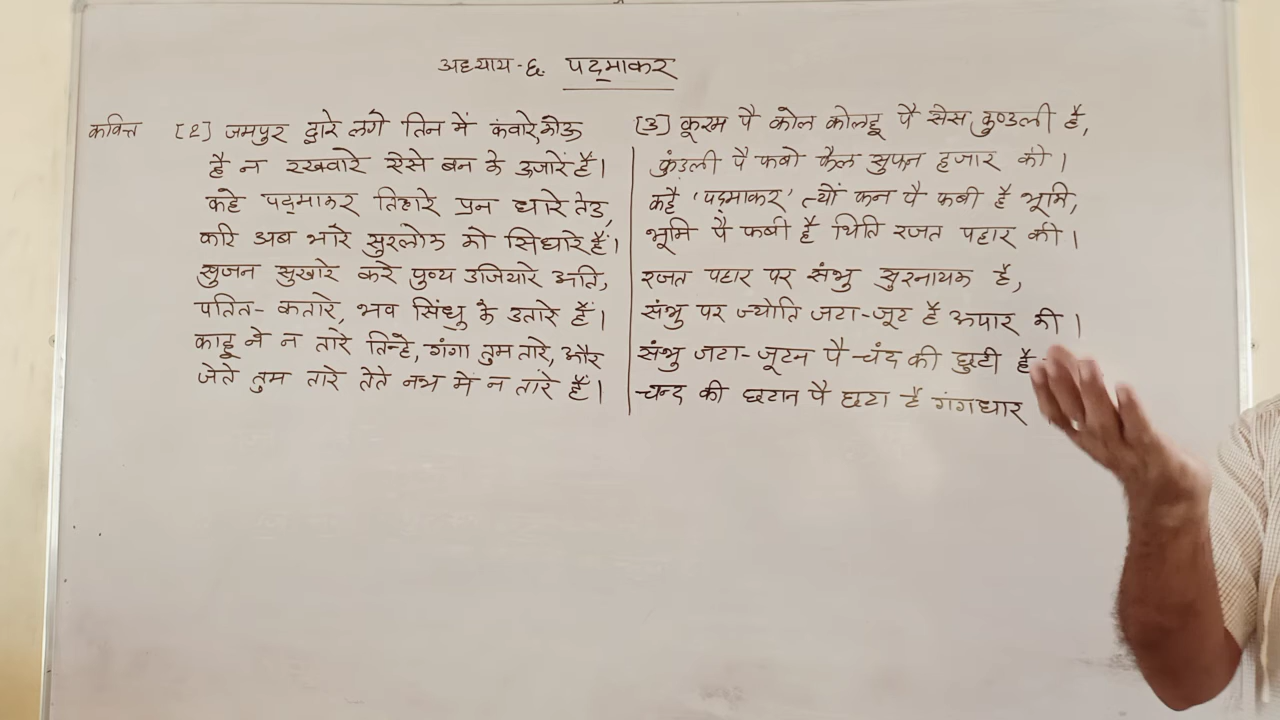 अध्याय-६. पद्माकर
कवित्त [2] जमपुर द्वारे लगे तिन में कंवारे कोऊ
है न रखवारे ऐसे बन के उजारे है।
कहे पद्माकर तिहारे प्रन धारे तेउ,
करि अब भारे सुरलोक को सिधारे हैं।
सुजन सुखारे करे पुण्य उजियारे अति,
पतित-कतारे, भव सिंधु के उतारे हैं।
काहू ने न तारे तिन्हे, गंगा तुम तारे, और
जेते तुम तारे तेते नभ में न तारे हैं।
[3] कूरम पै कोल कोलहू पै सेस कुण्डली है,
कुंडली पै फबी फैल सुफन हजार की।
कहै 'पद्माकर' त्यों फन पै फबी है भूमि,
भूमि पै फबी है थिति रजत पहार की।
रजत पहार पर संभु सुरनायक है,
संभु पर ज्योति जटा-जूट है अपार की।
संभु जटा-जूटन पै चंद की छुटी है
चन्द की छटान पै छटा है गंगधार